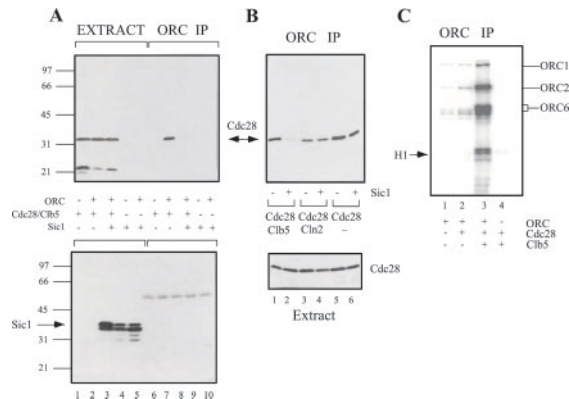 A
EXTRACT ORC IP
97
66
45
31
21
ORC - + + - + - + + - +
Cdc28/Clb5 + + + - - + + + - -
Sic1 - - + + + - - + + +
97
66
45
Sic1
31
21
1 2 3 4 5 6 7 8 9 10
B
ORC IP
Cdc28
- + - + - + Sic1
Cdc28 Cdc28 Cdc28
Clb5 Cln2 –
Cdc28
1 2 3 4 5 6
Extract
C
ORC IP
ORC1
ORC2
ORC6
H1
1 2 3 4
+ + + - ORC
- + + + Cdc28
- - + + Clb5